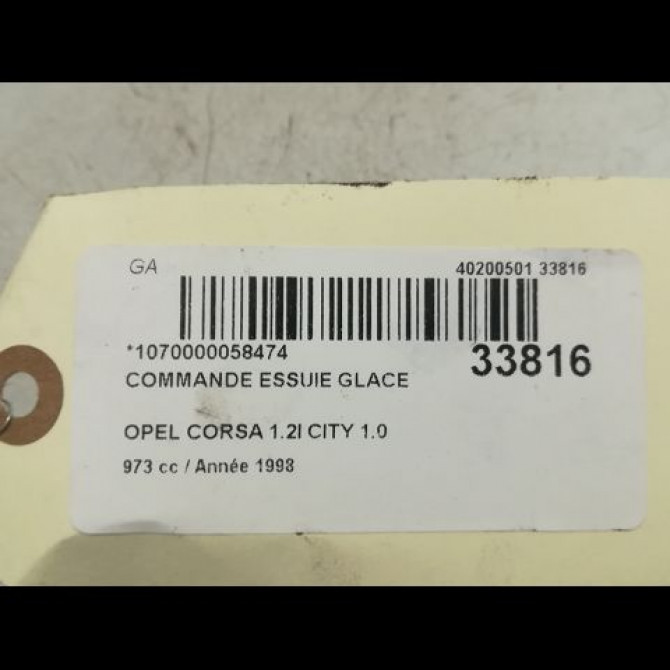 GA 40200501 33816
*1070000058474 33816
COMMANDE ESSUIE GLACE
OPEL CORSA 1.2I CITY 1.0
973 cc / Année 1998